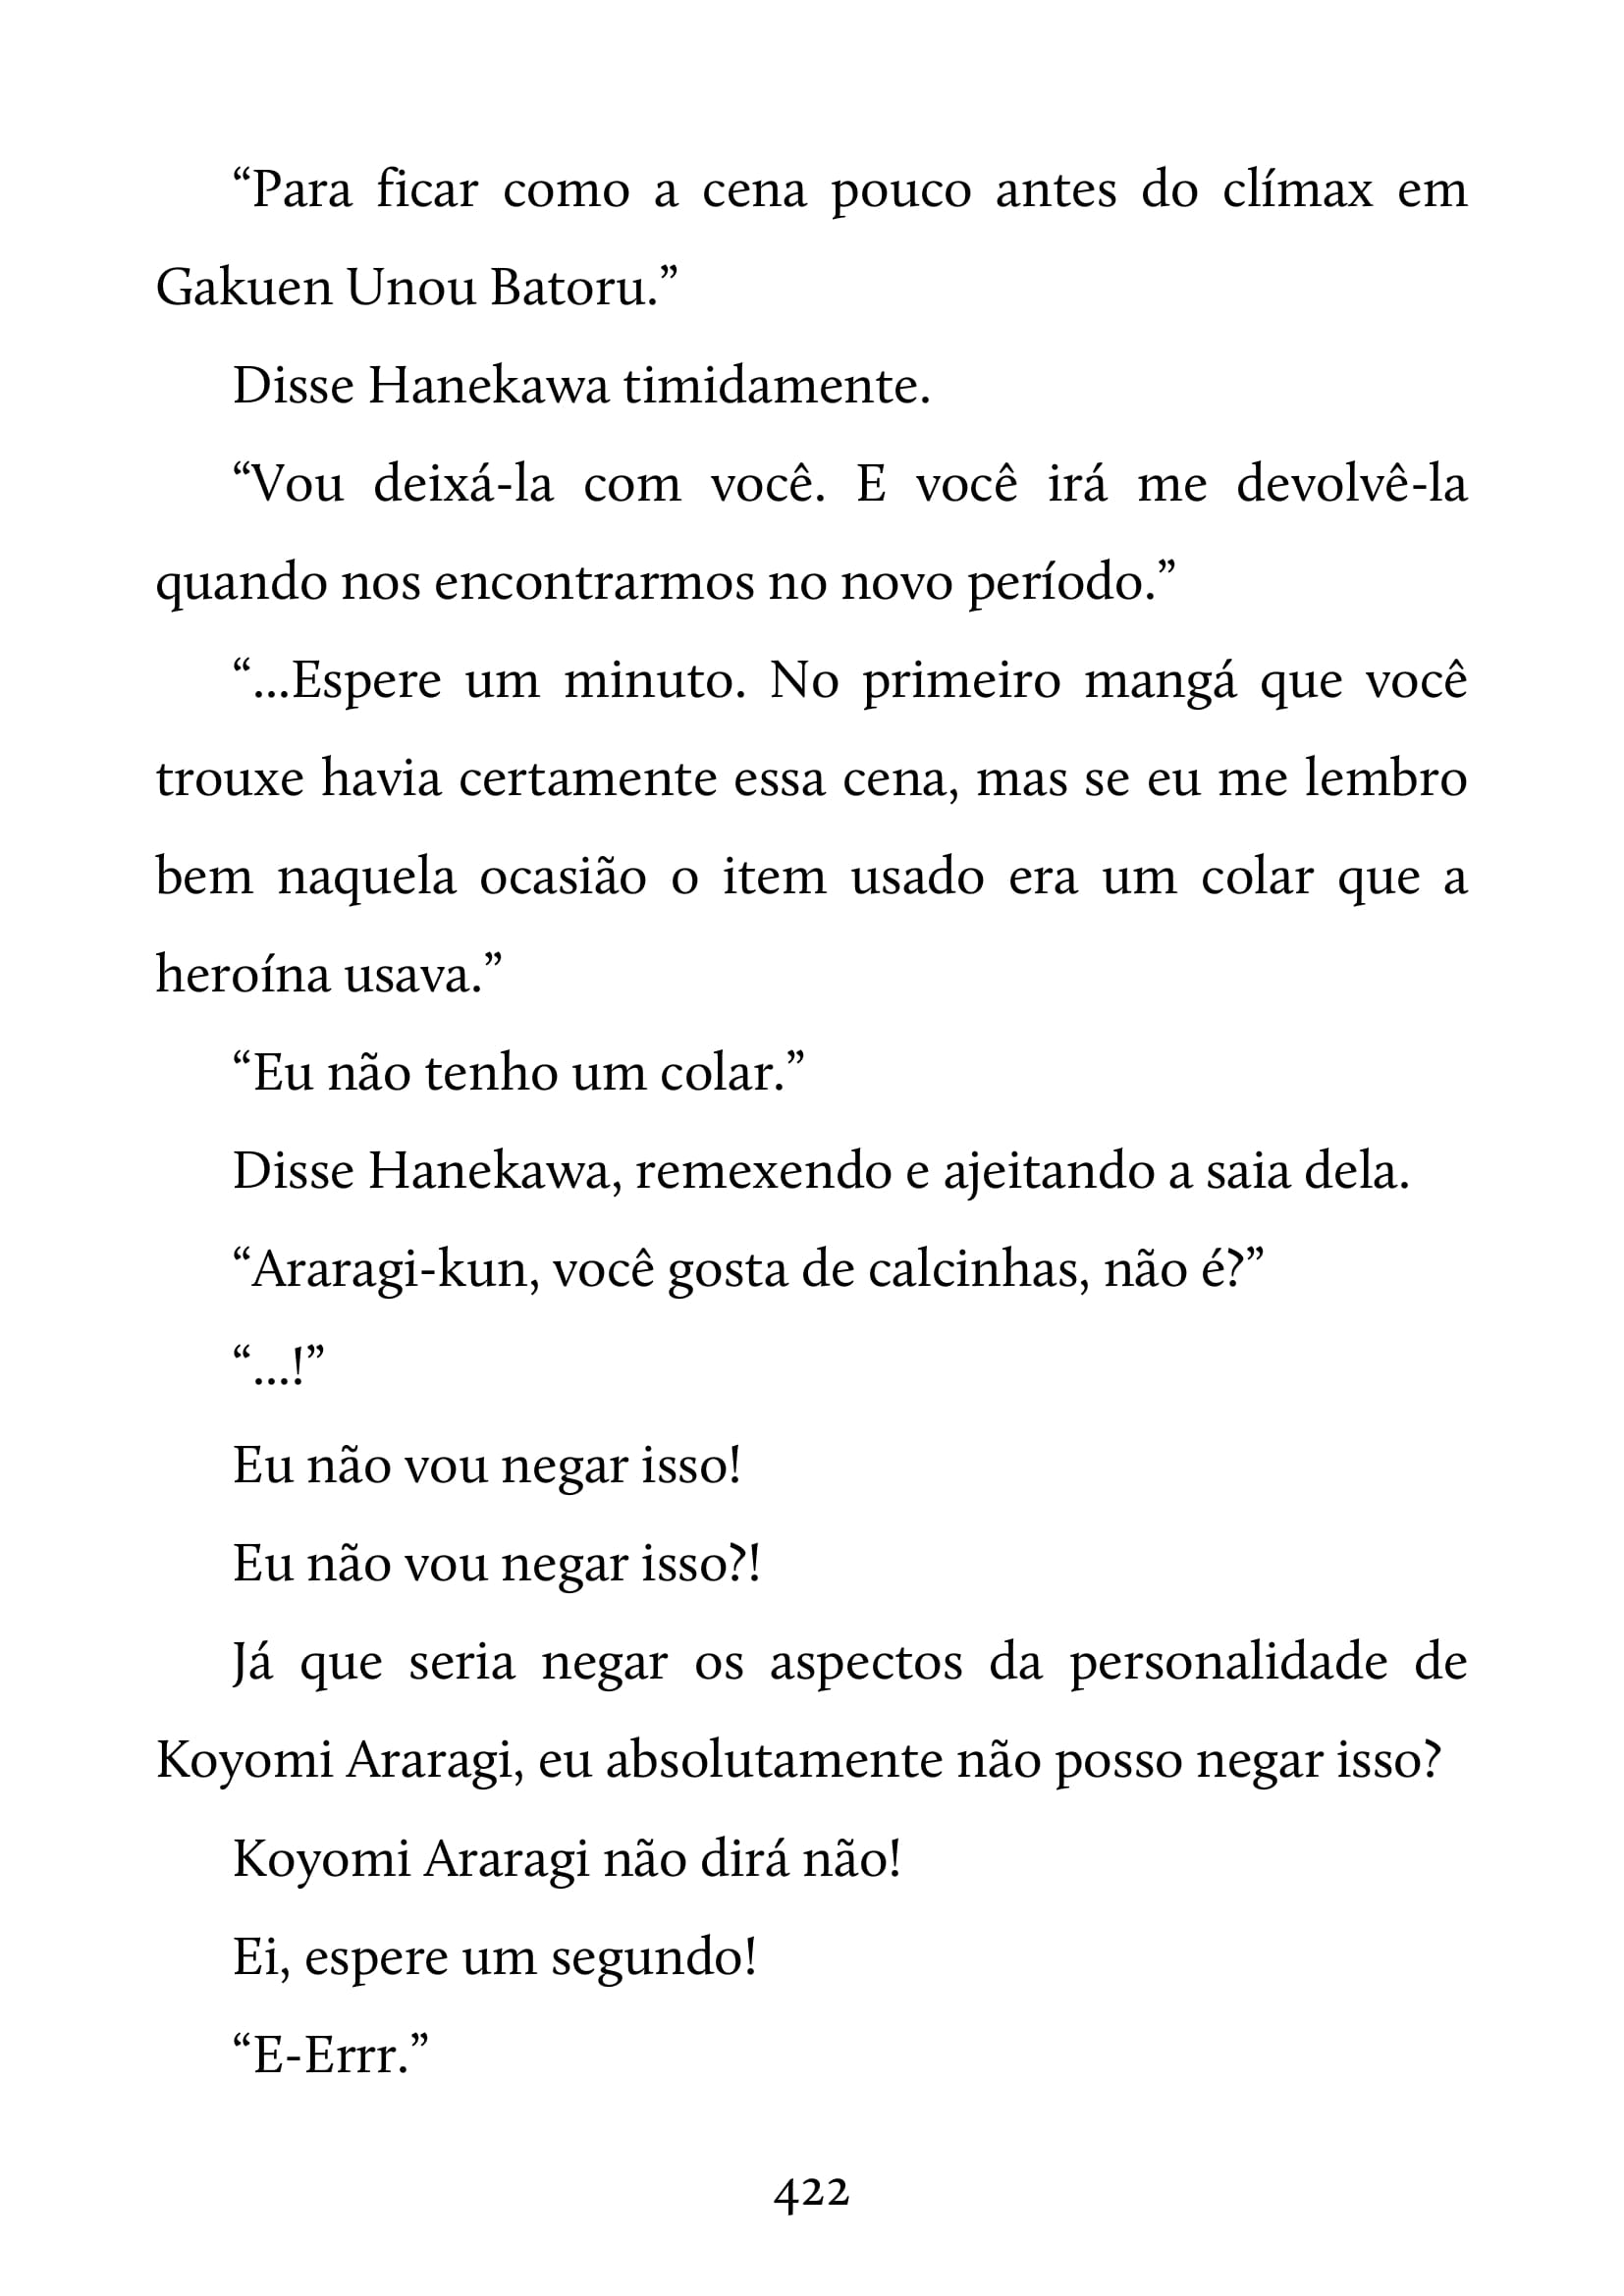 “Para ficar como a cena pouco antes do clímax em
Gakuen Unou Batoru.”
Disse Hanekawa timidamente.
“Vou deixá-la com você. E você irá me devolvê-la
quando nos encontrarmos no novo período.”
“...Espere um minuto. No primeiro mangá que você
trouxe havia certamente essa cena, mas se eu me lembro
bem naquela ocasião o item usado era um colar que a
heroína usava.”
“Eu não tenho um colar.”
Disse Hanekawa, remexendo e ajeitando a saia dela.
“Araragi-kun, você gosta de calcinhas, não é?”
“...!”
Eu não vou negar isso!
Eu não vou negar isso?!
Já que seria negar os aspectos da personalidade de
Koyomi Araragi, eu absolutamente não posso negar isso?
Koyomi Araragi não dirá não!
Ei, espere um segundo!
“E-Errr.”
422